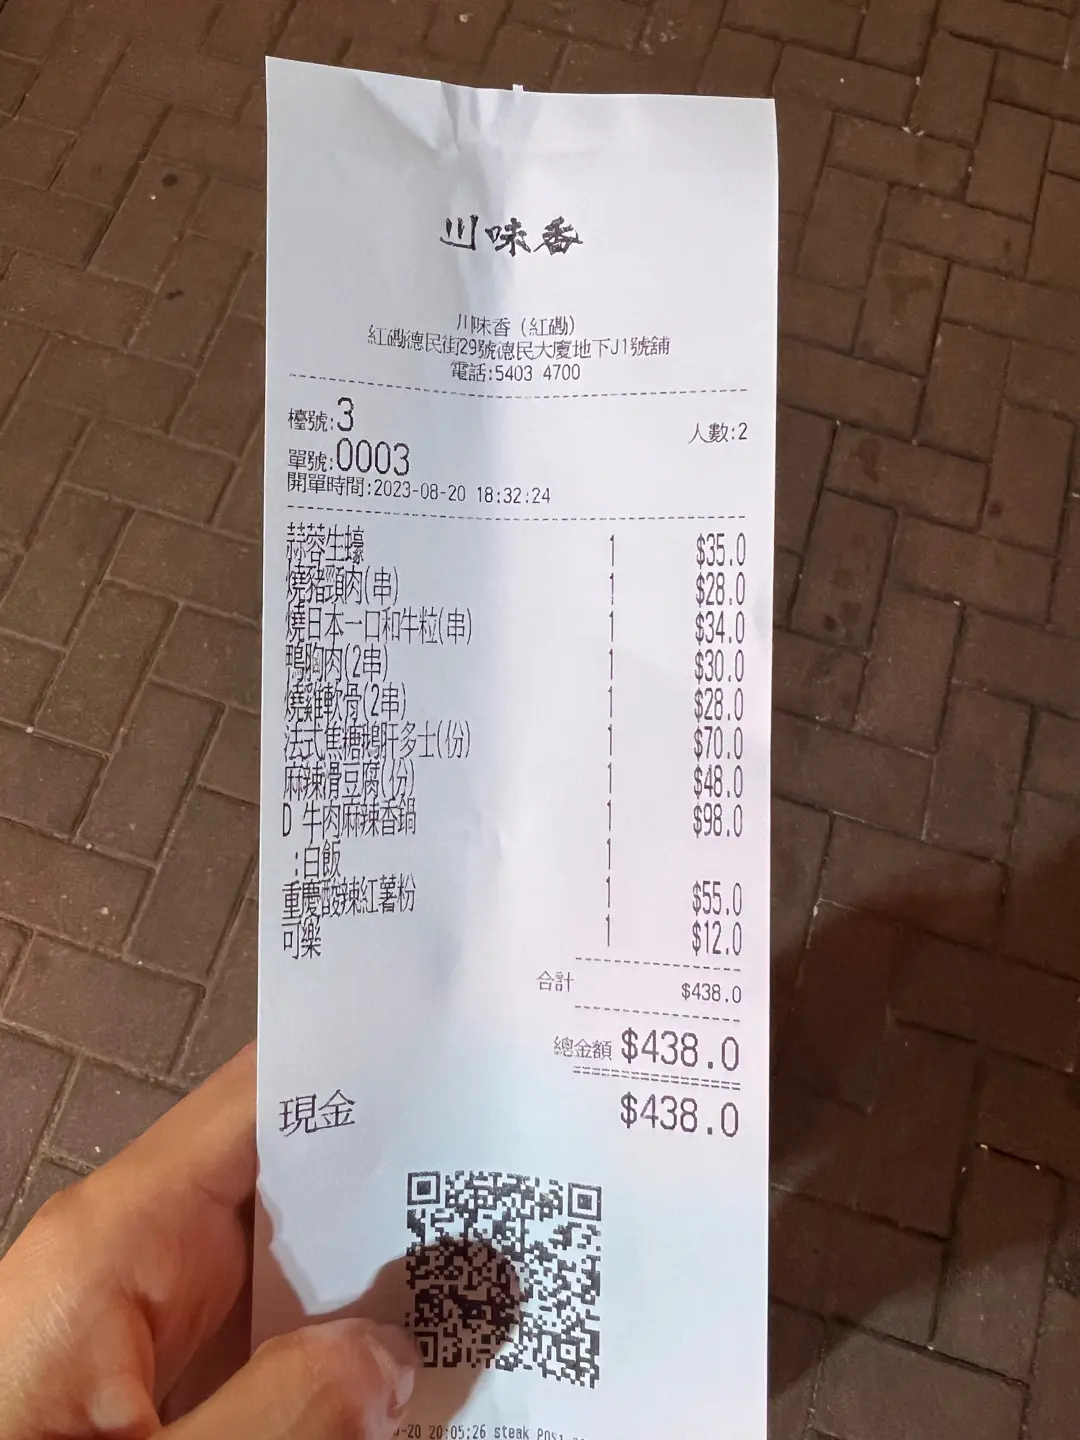 川味香
川味香（紅磡）
紅磡德民街29號德民大廈地下J1號舖
電話:5403 4700
檯號:3 人數:2
單號:0003
開單時間:2023-08-20 18:32:24
蒜蓉生蠔 1 $35.0
燒豬頸肉(串) 1 $28.0
燒日本一口和牛粒(串) 1 $34.0
鴨胸肉(2串) 1 $30.0
燒雞軟骨(2串) 1 $28.0
法式焦糖鵝肝多士(份) 1 $70.0
麻辣滑豆腐(份) 1 $48.0
D 牛肉麻辣香鍋 1 $98.0
:白飯 1
重慶酸辣紅薯粉 1 $55.0
可樂 1 $12.0
合計 $438.0
總金額 $438.0
現金 $438.0
-20 20:05:26 steak Pos